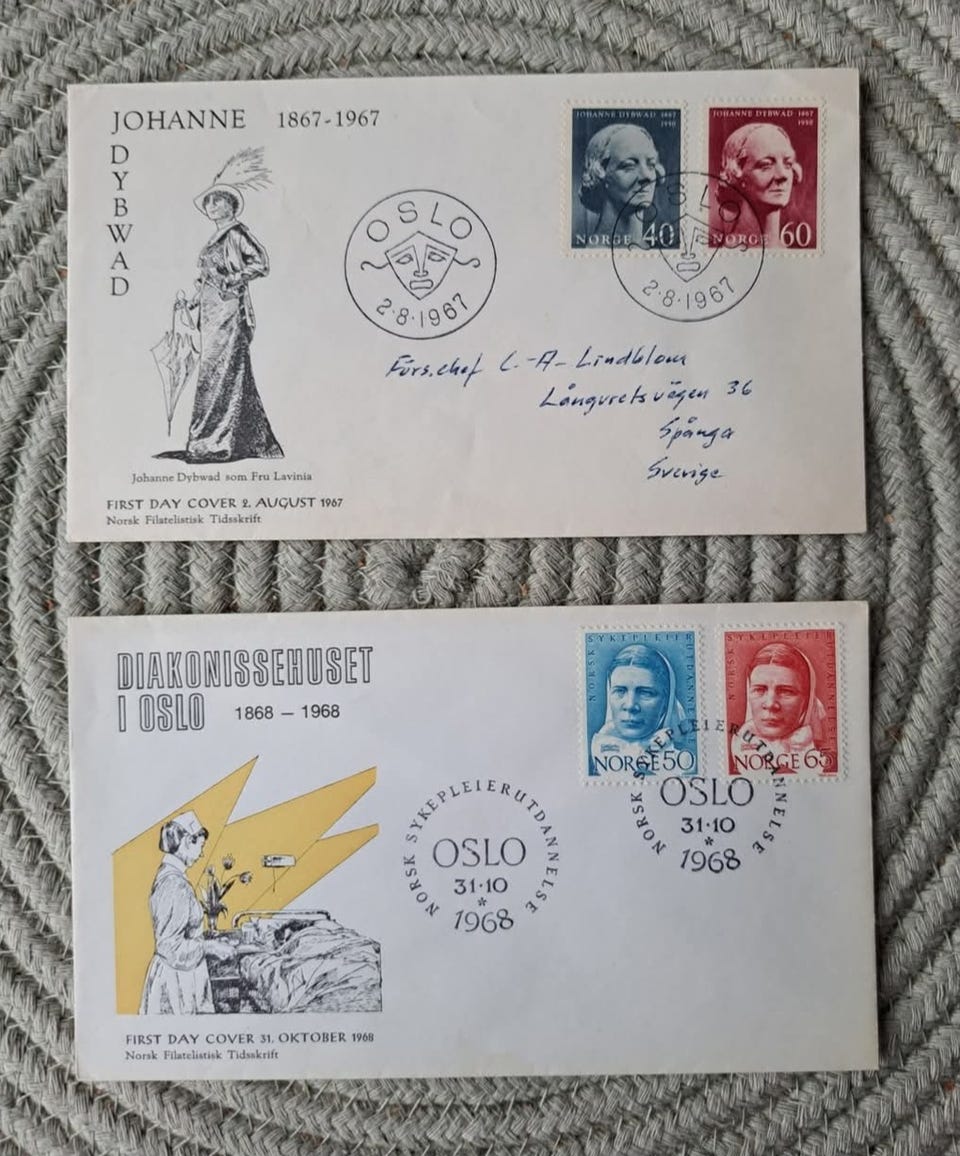 JOHANNE 1867-1967
DYBWAD
JOHANNE DYBWAD 1867
1950
NORGE 40
JOHANNE DYBWAD 1867
1950
NORGE 60
OSLO
2·8·1967
OSLO
2·8·1967
Förs.chef L-A- Lindblom
Långvretsvägen 36
Spånga
Sverige
Johanne Dybwad som Fru Lavinia
FIRST DAY COVER 2. AUGUST 1967
Norsk Filatelistisk Tidsskrift
DIAKONISSEHUSET
I OSLO 1868 – 1968
NORSK SYKEPLEIERUTDANNELSE
NORGE 50
NORSK SYKEPLEIERUTDANNELSE
NORGE 65
NORSK SYKEPLEIERUTDANNELSE
OSLO
31·10
*
1968
NORSK SYKEPLEIERUTDANNELSE
OSLO
31·10
*
1968
FIRST DAY COVER 31. OKTOBER 1968
Norsk Filatelistisk Tidsskrift